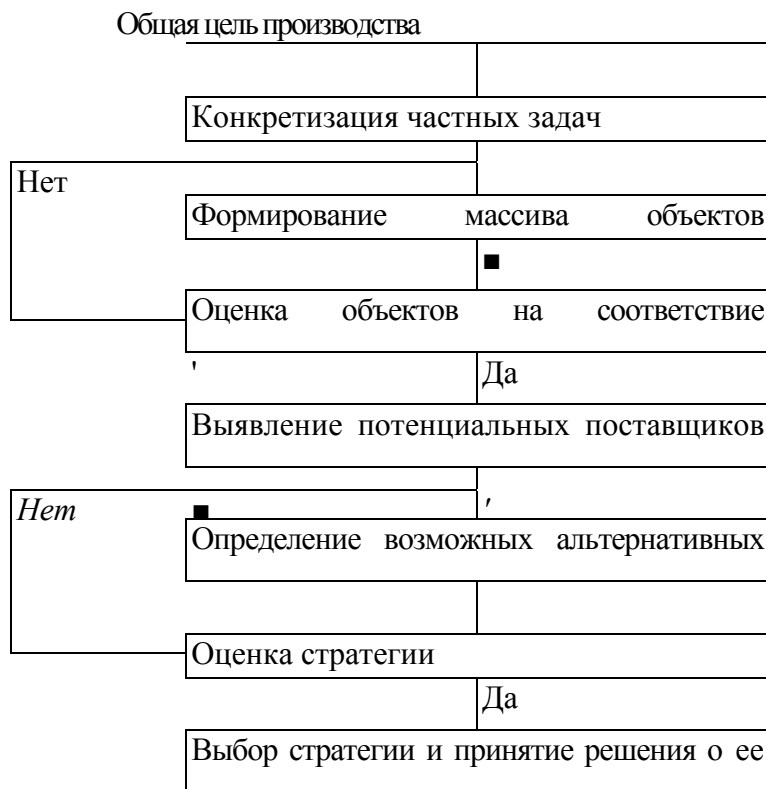 Общая цель производства
Конкретизация частных задач
Нет
Формирование массива объектов
■
Оценка объектов на соответствие
' Да
Выявление потенциальных поставщиков
Нет ■ '
Определение возможных альтернативных
Оценка стратегии
Да
Выбор стратегии и принятие решения о ее